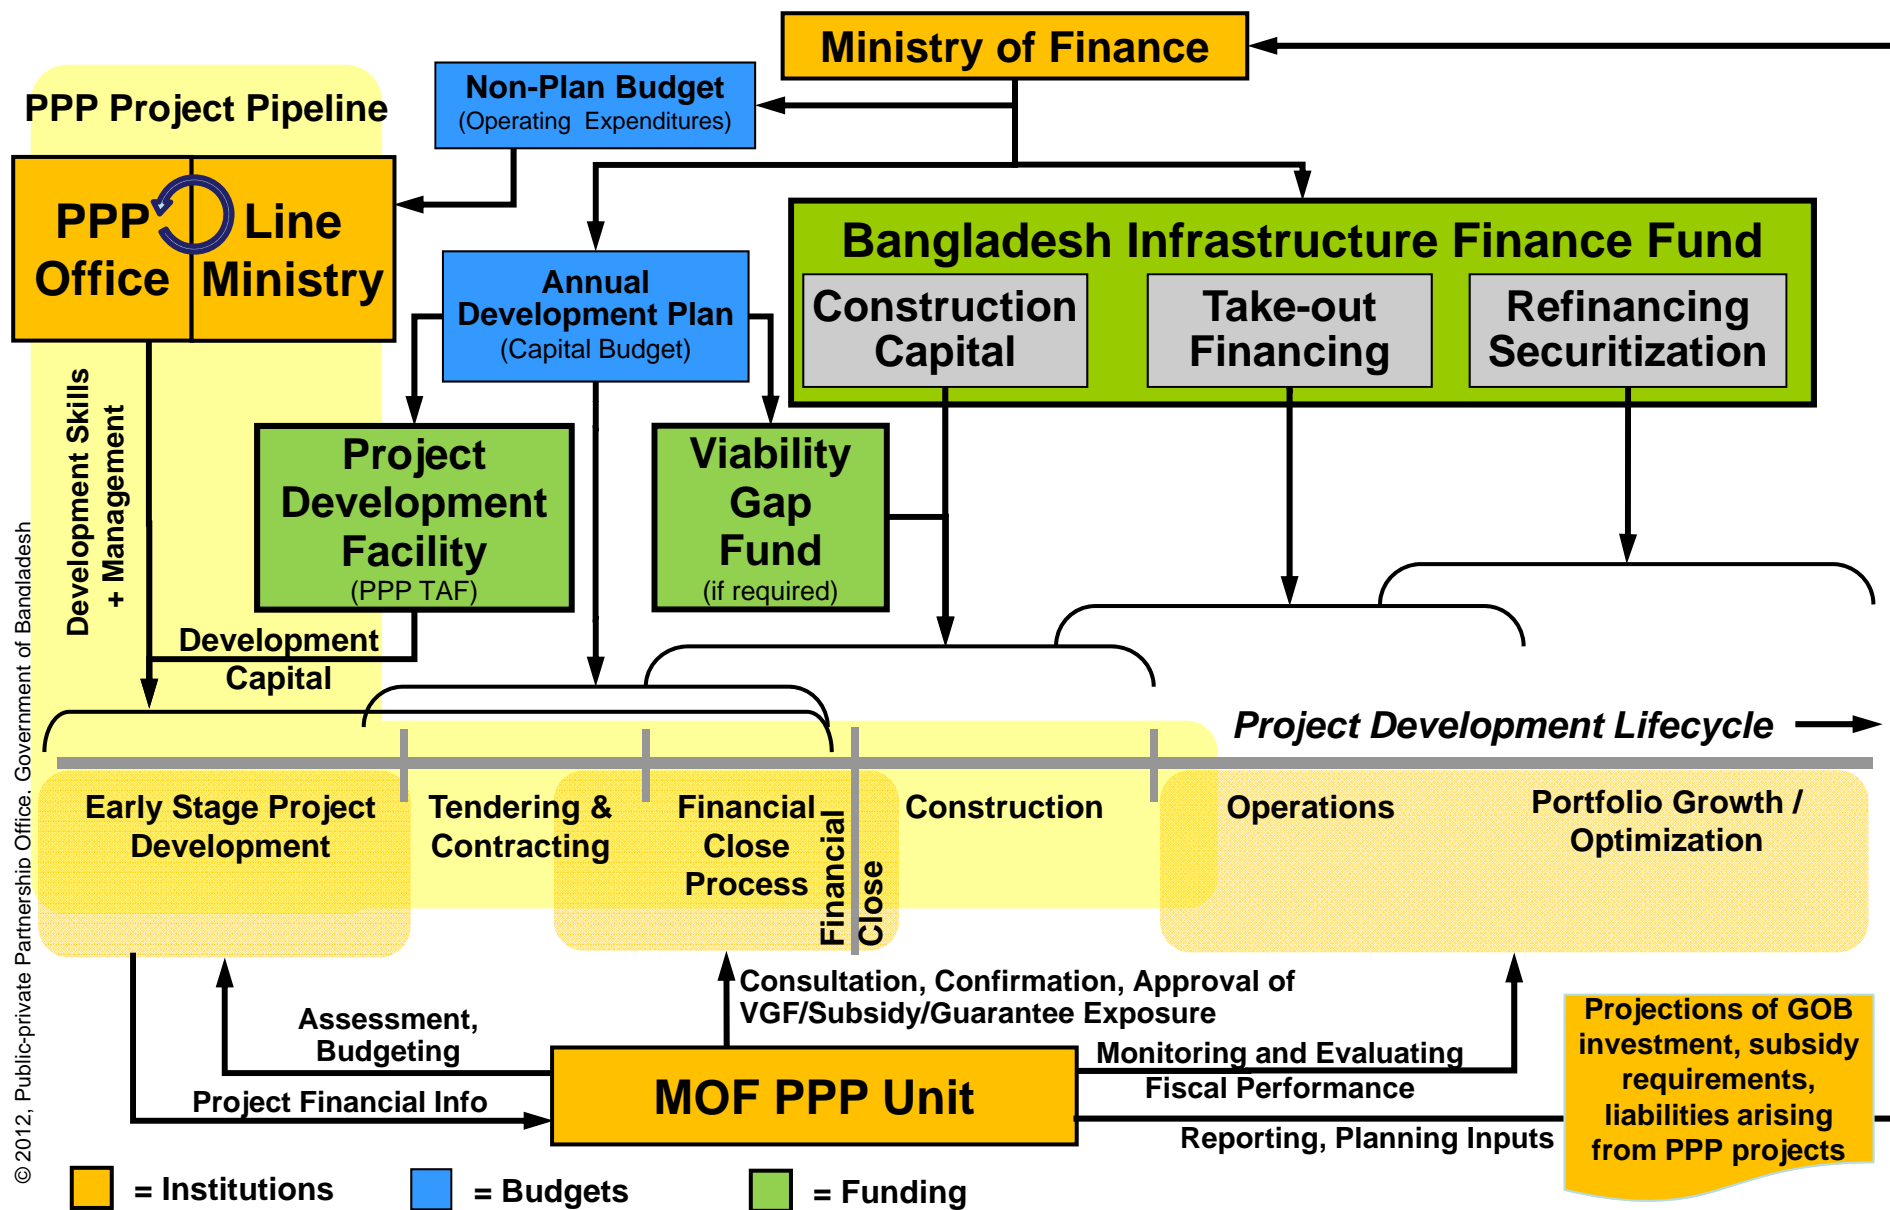 Ministry of Finance
Non-Plan Budget
(Operating Expenditures)
PPP Project Pipeline
PPP
Office
Line
Ministry
Bangladesh Infrastructure Finance Fund
Construction
Capital
Take-out
Financing
Refinancing
Securitization
Annual
Development Plan
(Capital Budget)
Project
Development
Facility
(PPP TAF)
Viability
Gap
Fund
(if required)
Development Skills
+ Management
Development
Capital
Project Development Lifecycle
Early Stage Project
Development
Tendering &
Contracting
Financial
Close
Process
Financial
Close
Construction
Operations
Portfolio Growth /
Optimization
Consultation, Confirmation, Approval of
VGF/Subsidy/Guarantee Exposure
Assessment,
Budgeting
Project Financial Info
MOF PPP Unit
Monitoring and Evaluating
Fiscal Performance
Reporting, Planning Inputs
Projections of GOB
investment, subsidy
requirements,
liabilities arising
from PPP projects
= Institutions
= Budgets
= Funding
© 2012, Public-private Partnership Office. Government of Bangladesh